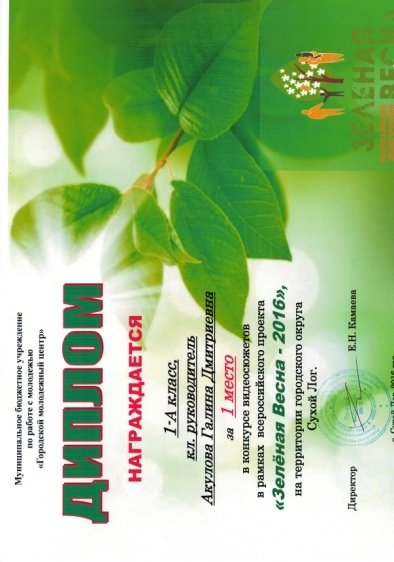 Муниципальное бюджетное учреждение
по работе с молодежью
«Городской молодежный центр»
ЗЕЛЕНАЯ
ВЕСНА
ДИПЛОМ
НАГРАЖДАЕТСЯ
1-А класс,
кл. руководитель
Акулова Галина Дмитриевна
за 1 место
в конкурсе видеосюжетов
в рамках всероссийского проекта
«Зелёная Весна - 2016»,
на территории городского округа
Сухой Лог.
Директор Е.Н. Камаева